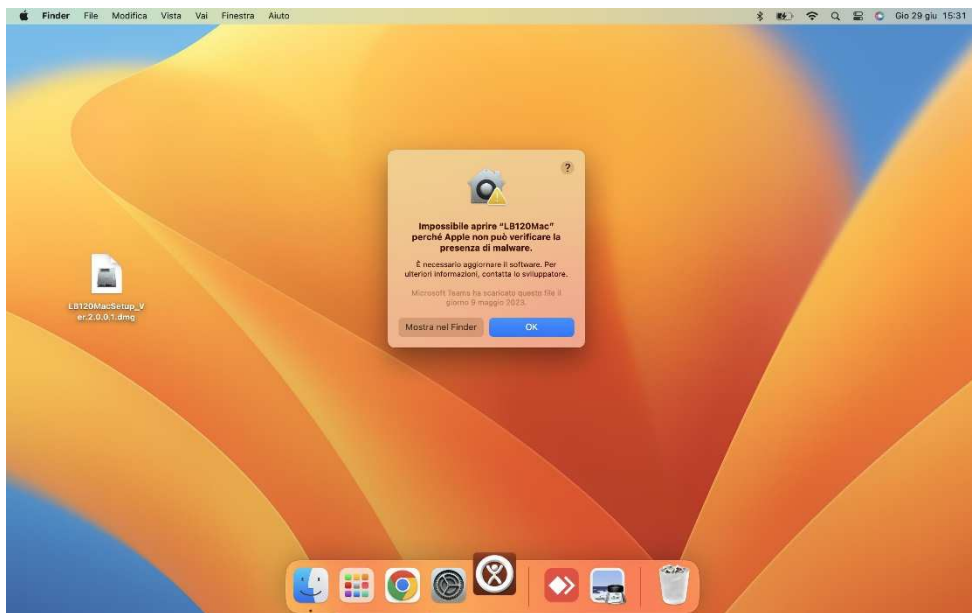 Finder File Modifica Vista Vai Finestra Aiuto
Gio 29 giu 15:31
?
Impossibile aprire "LB120Mac"
perché Apple non può verificare la
presenza di malware.
È necessario aggiornare il software. Per
ulteriori informazioni, contatta lo sviluppatore.
Microsoft Teams ha scaricato questo file il
giorno 9 maggio 2023.
Mostra nel Finder OK
LB120MacSetup_V
er.2.0.0.1.dmg